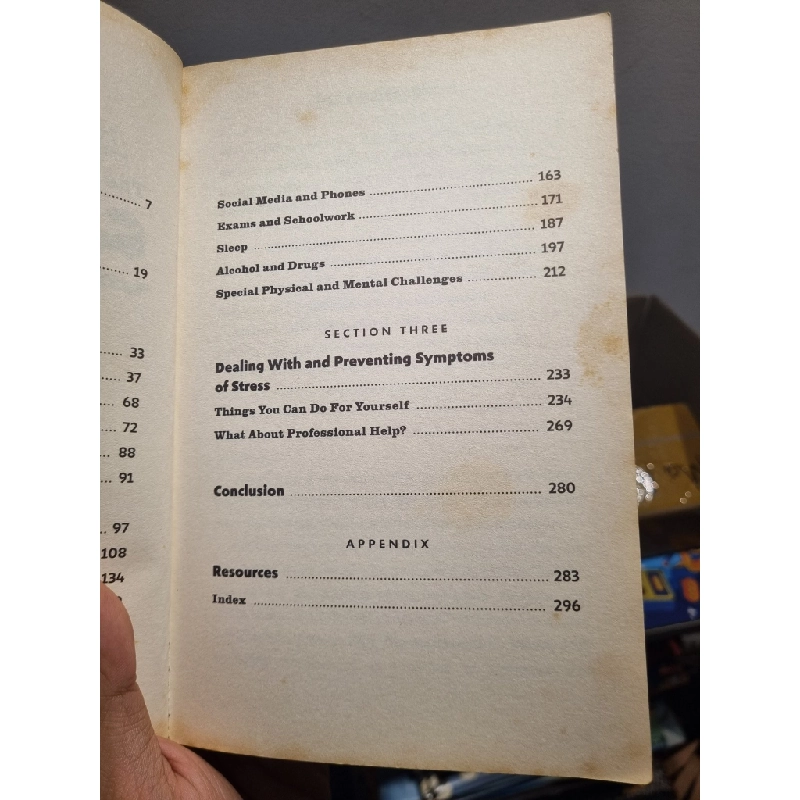 7
19
33
37
68
72
88
91
97
108
134
Social Media and Phones 163
Exams and Schoolwork 171
Sleep 187
Alcohol and Drugs 197
Special Physical and Mental Challenges 212
SECTION THREE
Dealing With and Preventing Symptoms
of Stress 233
Things You Can Do For Yourself 234
What About Professional Help? 269
Conclusion 280
APPENDIX
Resources 283
Index 296